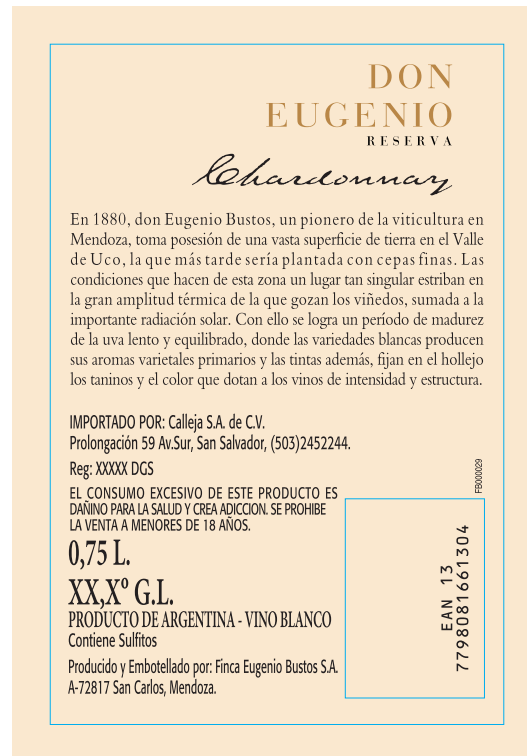 DON
EUGENIO
RESERVA
Chardonnay
En 1880, don Eugenio Bustos, un pionero de la viticultura en
Mendoza, toma posesión de una vasta superficie de tierra en el Valle
de Uco, la que más tarde sería plantada con cepas finas. Las
condiciones que hacen de esta zona un lugar tan singular estriban en
la gran amplitud térmica de la que gozan los viñedos, sumada a la
importante radiación solar. Con ello se logra un período de madurez
de la uva lento y equilibrado, donde las variedades blancas producen
sus aromas varietales primarios y las tintas además, fijan en el hollejo
los taninos y el color que dotan a los vinos de intensidad y estructura.
IMPORTADO POR: Calleja S.A. de C.V.
Prolongación 59 Av.Sur, San Salvador, (503)2452244.
Reg: XXXXX DGS
EL CONSUMO EXCESIVO DE ESTE PRODUCTO ES
DAÑINO PARA LA SALUD Y CREA ADICCION. SE PROHIBE
LA VENTA A MENORES DE 18 AÑOS.
0,75 L.
XX,Xº G.L.
PRODUCTO DE ARGENTINA - VINO BLANCO
Contiene Sulfitos
Producido y Embotellado por: Finca Eugenio Bustos S.A.
A-72817 San Carlos, Mendoza.
FB000029
EAN 13
7798081661304